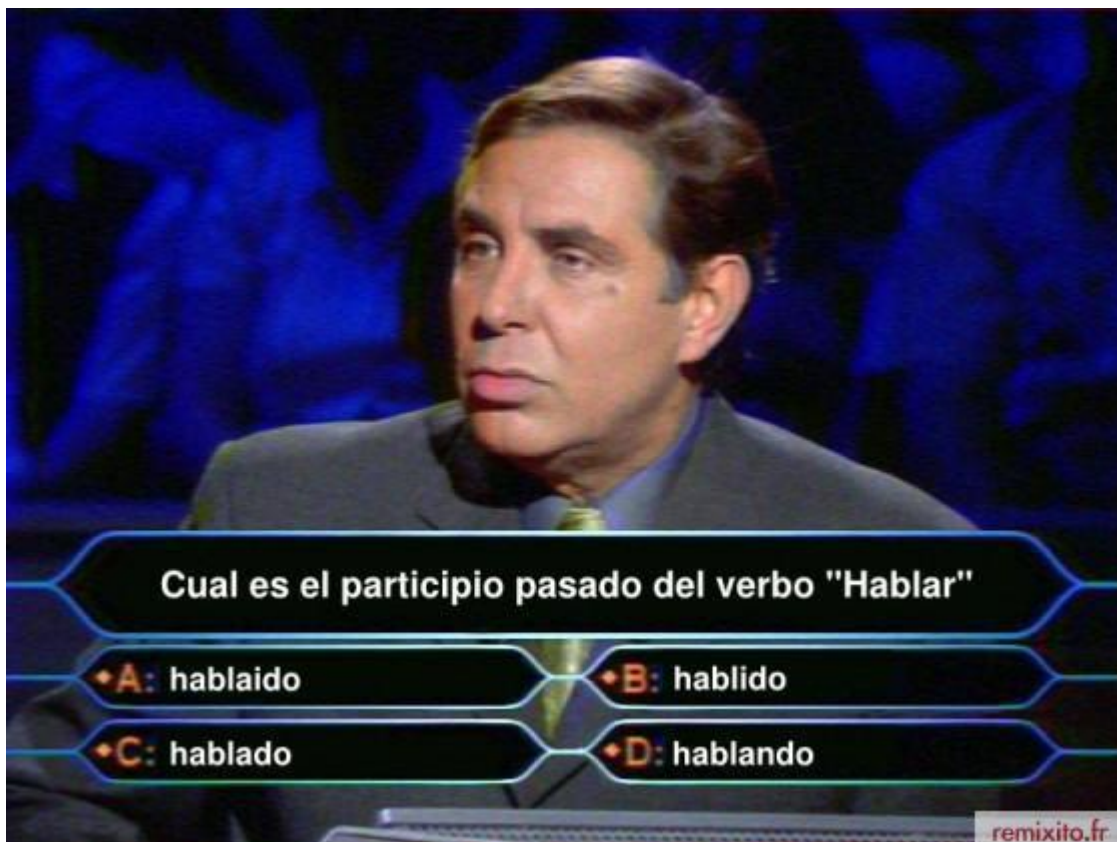 Cual es el participio pasado del verbo "Hablar"
A: hablaido
B: hablido
C: hablado
D: hablando
remixito.fr